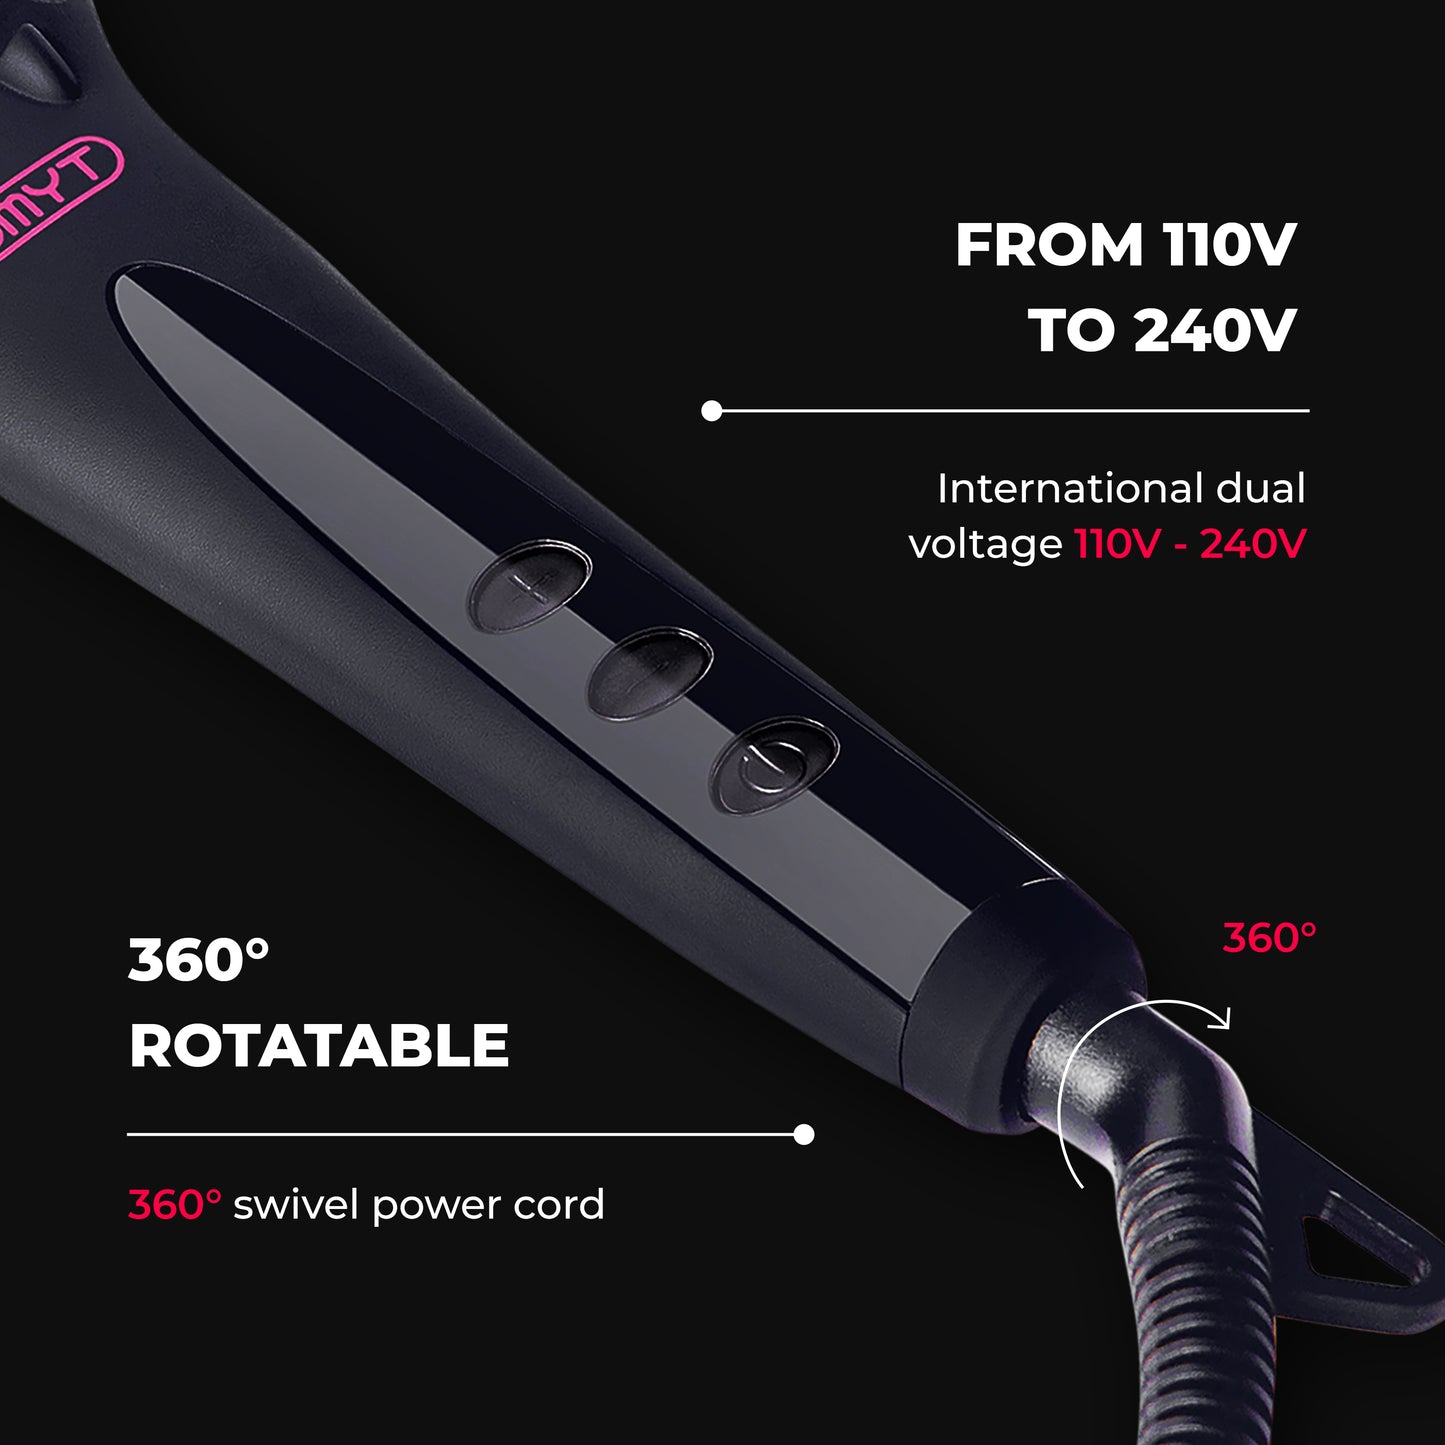 FROM 110V
TO 240V
International dual
voltage 110V - 240V
360°
360°
ROTATABLE
360° swivel power cord